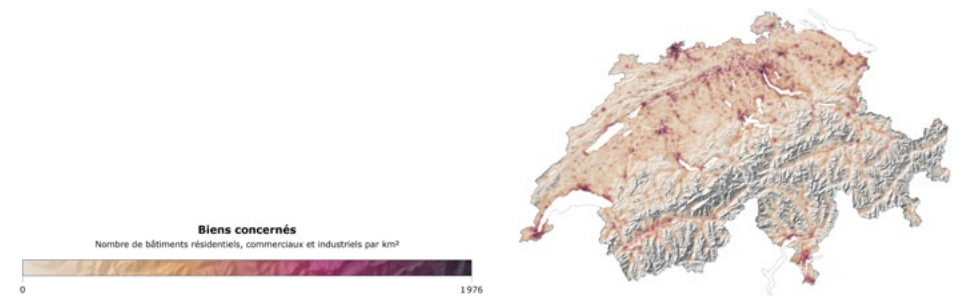 Biens concernés
Nombre de bâtiments résidentiels, commerciaux et industriels par km²
0
1976